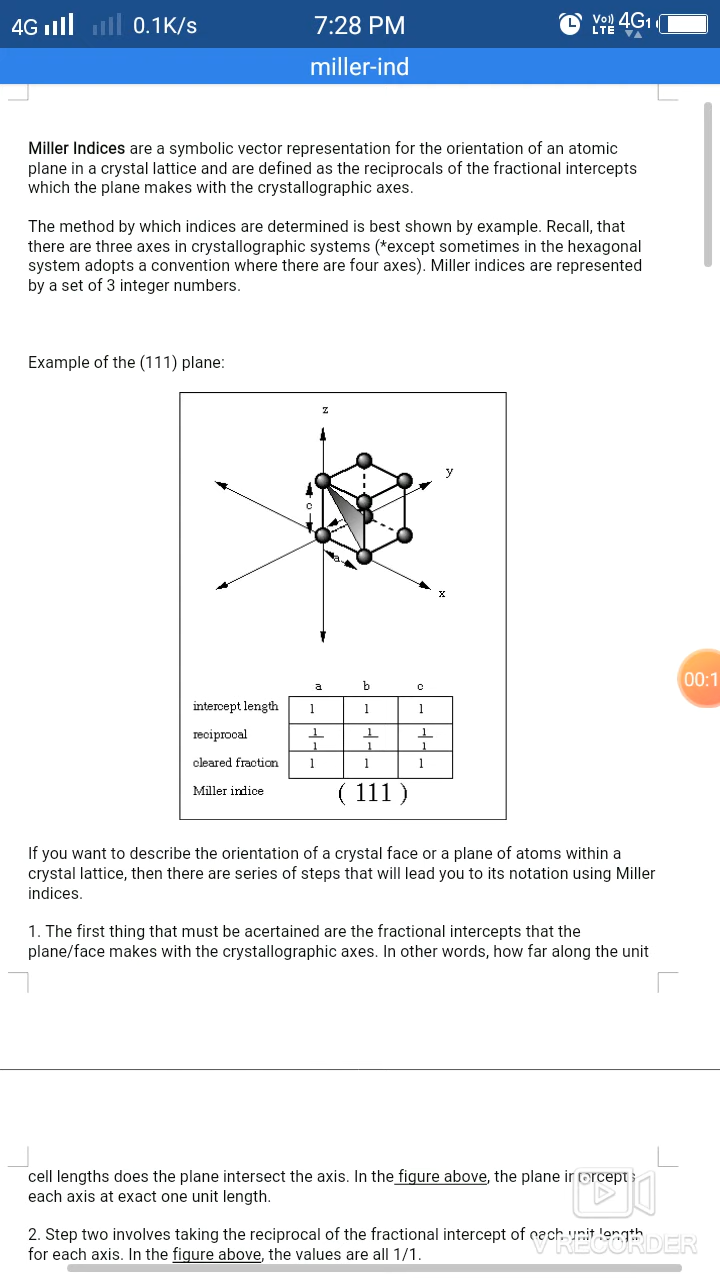 4G 0.1K/s 7:28 PM Vo)) LTE 4G1
miller-ind
Miller Indices are a symbolic vector representation for the orientation of an atomic
plane in a crystal lattice and are defined as the reciprocals of the fractional intercepts
which the plane makes with the crystallographic axes.
The method by which indices are determined is best shown by example. Recall, that
there are three axes in crystallographic systems (*except sometimes in the hexagonal
system adopts a convention where there are four axes). Miller indices are represented
by a set of 3 integer numbers.
Example of the (111) plane:
z
y
c
a
x
a b c
intercept length 1 1 1
reciprocal 1/1 1/1 1/1
cleared fraction 1 1 1
Miller indice ( 111 )
00:1
If you want to describe the orientation of a crystal face or a plane of atoms within a
crystal lattice, then there are series of steps that will lead you to its notation using Miller
indices.
1. The first thing that must be acertained are the fractional intercepts that the
plane/face makes with the crystallographic axes. In other words, how far along the unit
cell lengths does the plane intersect the axis. In the figure above, the plane intercepts
each axis at exact one unit length.
2. Step two involves taking the reciprocal of the fractional intercept of each unit length
for each axis. In the figure above, the values are all 1/1.
V RECORDER